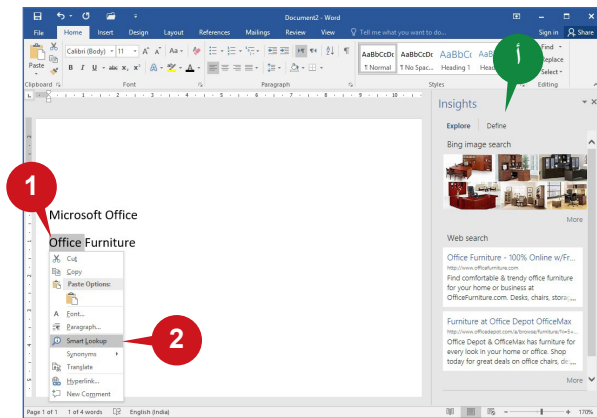 Document2 - Word
File Home Insert Design Layout References Mailings Review View Tell me what you want to do... Sign in Share
Calibri (Body) 11 A A Aa
Paste B I U abc x₂ x² A
AaBbCcDc AaBbCcDc AaBbCc
¶ Normal ¶ No Spac... Heading 1
Find
Replace
Select
Clipboard Font Paragraph Styles Editing
أ
Insights
Explore Define
Bing image search
More
Web search
Office Furniture - 100% Online w/Fr...
http://www.officefurniture.com
Find comfortable & trendy office furniture
for your home or business at
OfficeFurniture.com. Desks, chairs, storag...
Furniture at Office Depot OfficeMax
Office Depot & OfficeMax has furniture for
every look in your home or office. Shop
today for great deals on office chairs, de...
More
1
Microsoft Office
Office Furniture
Cut
Copy
Paste Options:
Font...
Paragraph...
Smart Lookup
2
Synonyms
Translate
Hyperlink...
New Comment
Page 1 of 1 1 of 4 words English (India) 170%